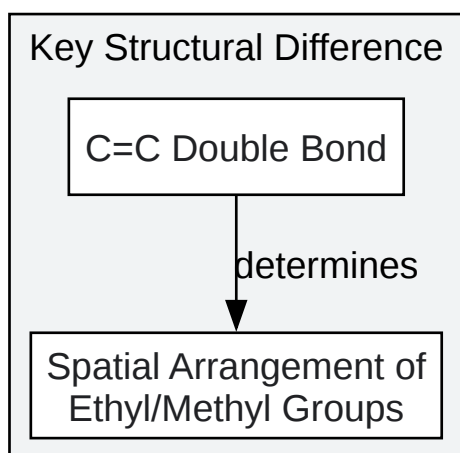 Key Structural Difference
C=C Double Bond
determines
Spatial Arrangement of
Ethyl/Methyl Groups